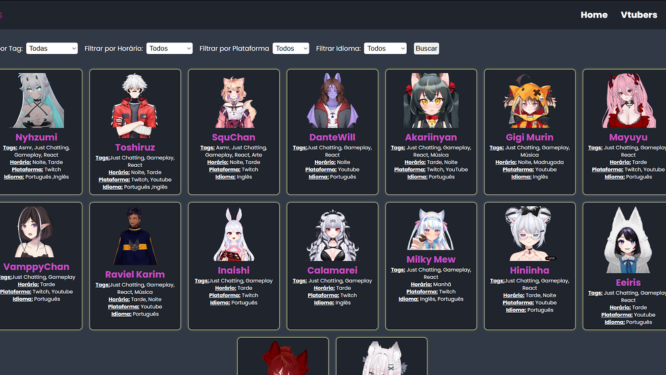 Home Vtubers
por Tag: Todas Filtrar por Horário: Todos Filtrar por Plataforma Todos Filtrar Idioma: Todos Buscar
Nyhzumi
Tags: Asmr, Just Chatting,
Gameplay, React
Horário: Noite, Tarde
Plataforma: Twitch
Idioma: Português ,Inglês
Toshiruz
Tags:Just Chatting, Gameplay,
React
Horário: Noite, Tarde
Plataforma: Twitch, Youtube
Idioma: Português ,Inglês
SquChan
Tags: Asmr, Just Chatting,
Gameplay, React, Arte
Horário: Noite, Tarde
Plataforma: Twitch
Idioma: Inglês
DanteWill
Tags: Just Chatting, Gameplay,
React
Horário: Noite
Plataforma: Youtube
Idioma: Português
Akariinyan
Tags: Just Chatting, Gameplay,
React, Música
Horário: Tarde, Noite
Plataforma: Twitch, YouTube
Idioma: Português
Gigi Murin
Tags: Just Chatting, Gameplay,
Música
Horário: Noite, Madrugada
Plataforma: Youtube
Idioma: Inglês
Mayuyu
Tags: Just Chatting, Gameplay,
React
Horário: Tarde, Noite
Plataforma: Twitch, Youtube
Idioma: Português
VamppyChan
Tags:Just Chatting, Gameplay
Horário: Tarde
Plataforma: Twitch, Youtube
Idioma: Português
Raviel Karim
Tags:Just Chatting, Gameplay,
React, Música
Horário: Tarde, Noite
Plataforma: Youtube
Idioma: Português
Inaishi
Tags:Just Chatting, Gameplay
Horário: Tarde
Plataforma: Twitch
Idioma: Português
Calamarei
Tags: Just Chatting, Gameplay
Horário: Tarde
Plataforma: Twitch
Idioma: Inglês
Milky Mew
Tags: Just Chatting, Gameplay,
React
Horário: Manhã
Plataforma: Twitch
Idioma: Inglês, Português
Hiniinha
Tags:Just Chatting, Gameplay,
React
Horário: Tarde, Noite
Plataforma: Youtube
Idioma: Português
Eeiris
Tags: Just Chatting, Gameplay,
React
Horário: Tarde
Plataforma: Youtube
Idioma: Português